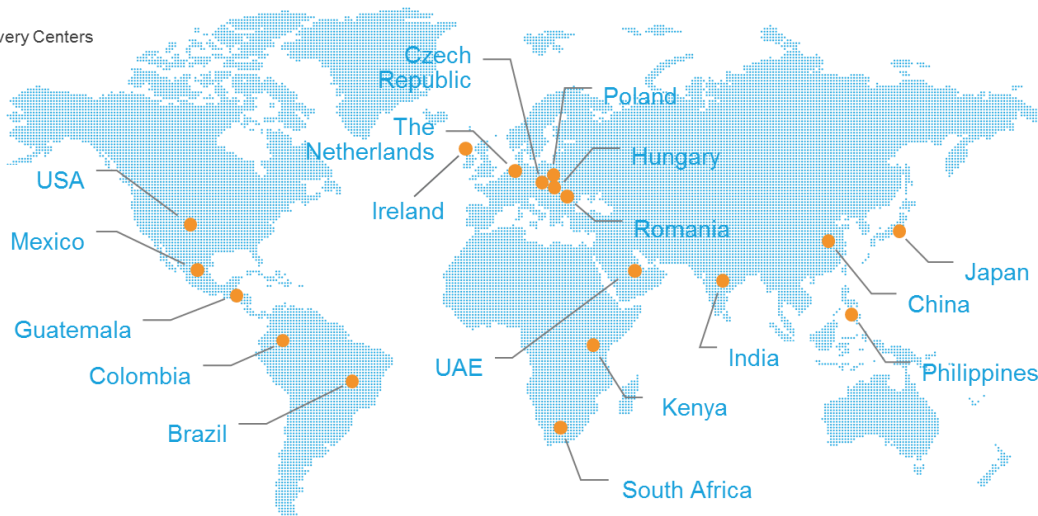 Centers
Czech
Republic
Poland
The
Netherlands
Hungary
USA
Ireland
Romania
Mexico
Japan
China
Guatemala
India
UAE
Colombia
Philippines
Kenya
Brazil
South Africa